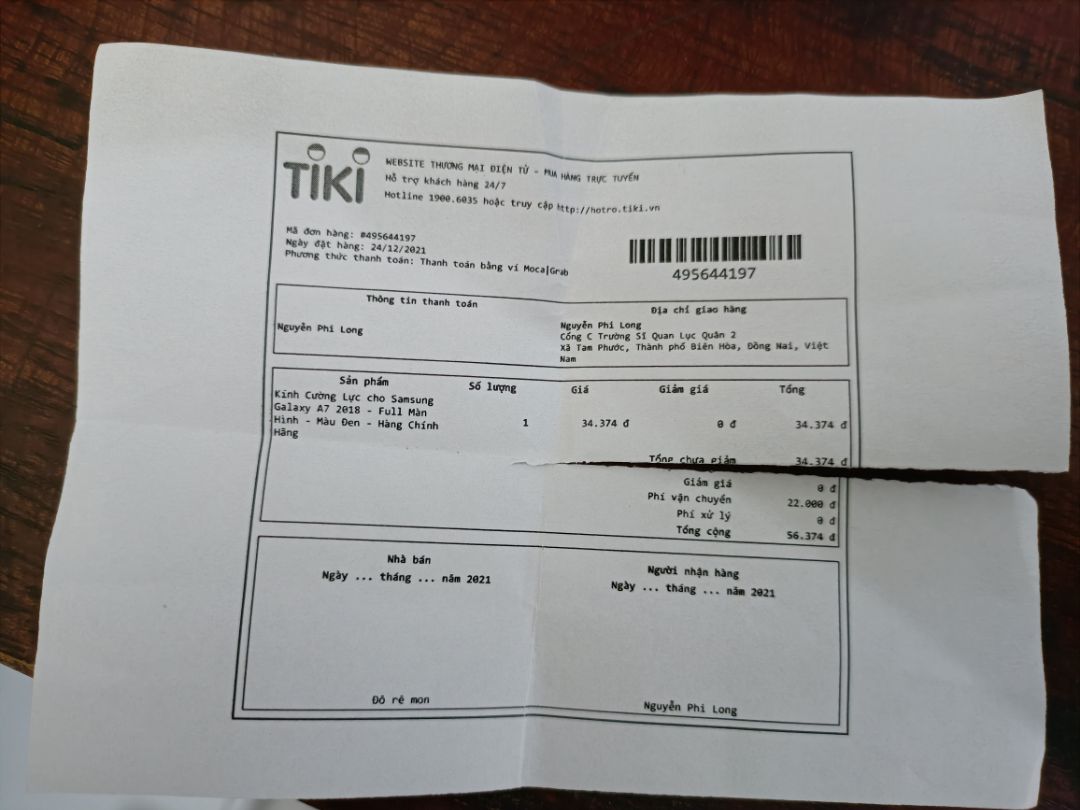 TIKI
WEBSITE THƯƠNG MẠI ĐIỆN TỬ - MUA HÀNG TRỰC TUYẾN
Hỗ trợ khách hàng 24/7
Hotline 1900.6035 hoặc truy cập http://hotro.tiki.vn
Mã đơn hàng: #495644197
Ngày đặt hàng: 24/12/2021
Phương thức thanh toán: Thanh toán bằng ví Moca|Grab
495644197
Thông tin thanh toán
Nguyễn Phi Long
Địa chỉ giao hàng
Nguyễn Phi Long
Cổng C Trường Sĩ Quan Lục Quân 2
Xã Tam Phước, Thành phố Biên Hòa, Đồng Nai, Việt
Nam
Sản phẩm Số lượng Giá Giảm giá Tổng
Kính Cường Lực cho Samsung
Galaxy A7 2018 - Full Màn
Hình - Màu Đen - Hàng Chính
Hãng
1 34.374 đ 0 đ 34.374 đ
Tổng chưa giảm 34.374 đ
Giảm giá 0 đ
Phí vận chuyển 22.000 đ
Phí xử lý 0 đ
Tổng cộng 56.374 đ
Nhà bán
Ngày ... tháng ... năm 2021
Đô rê mon
Người nhận hàng
Ngày ... tháng ... năm 2021
Nguyễn Phi Long